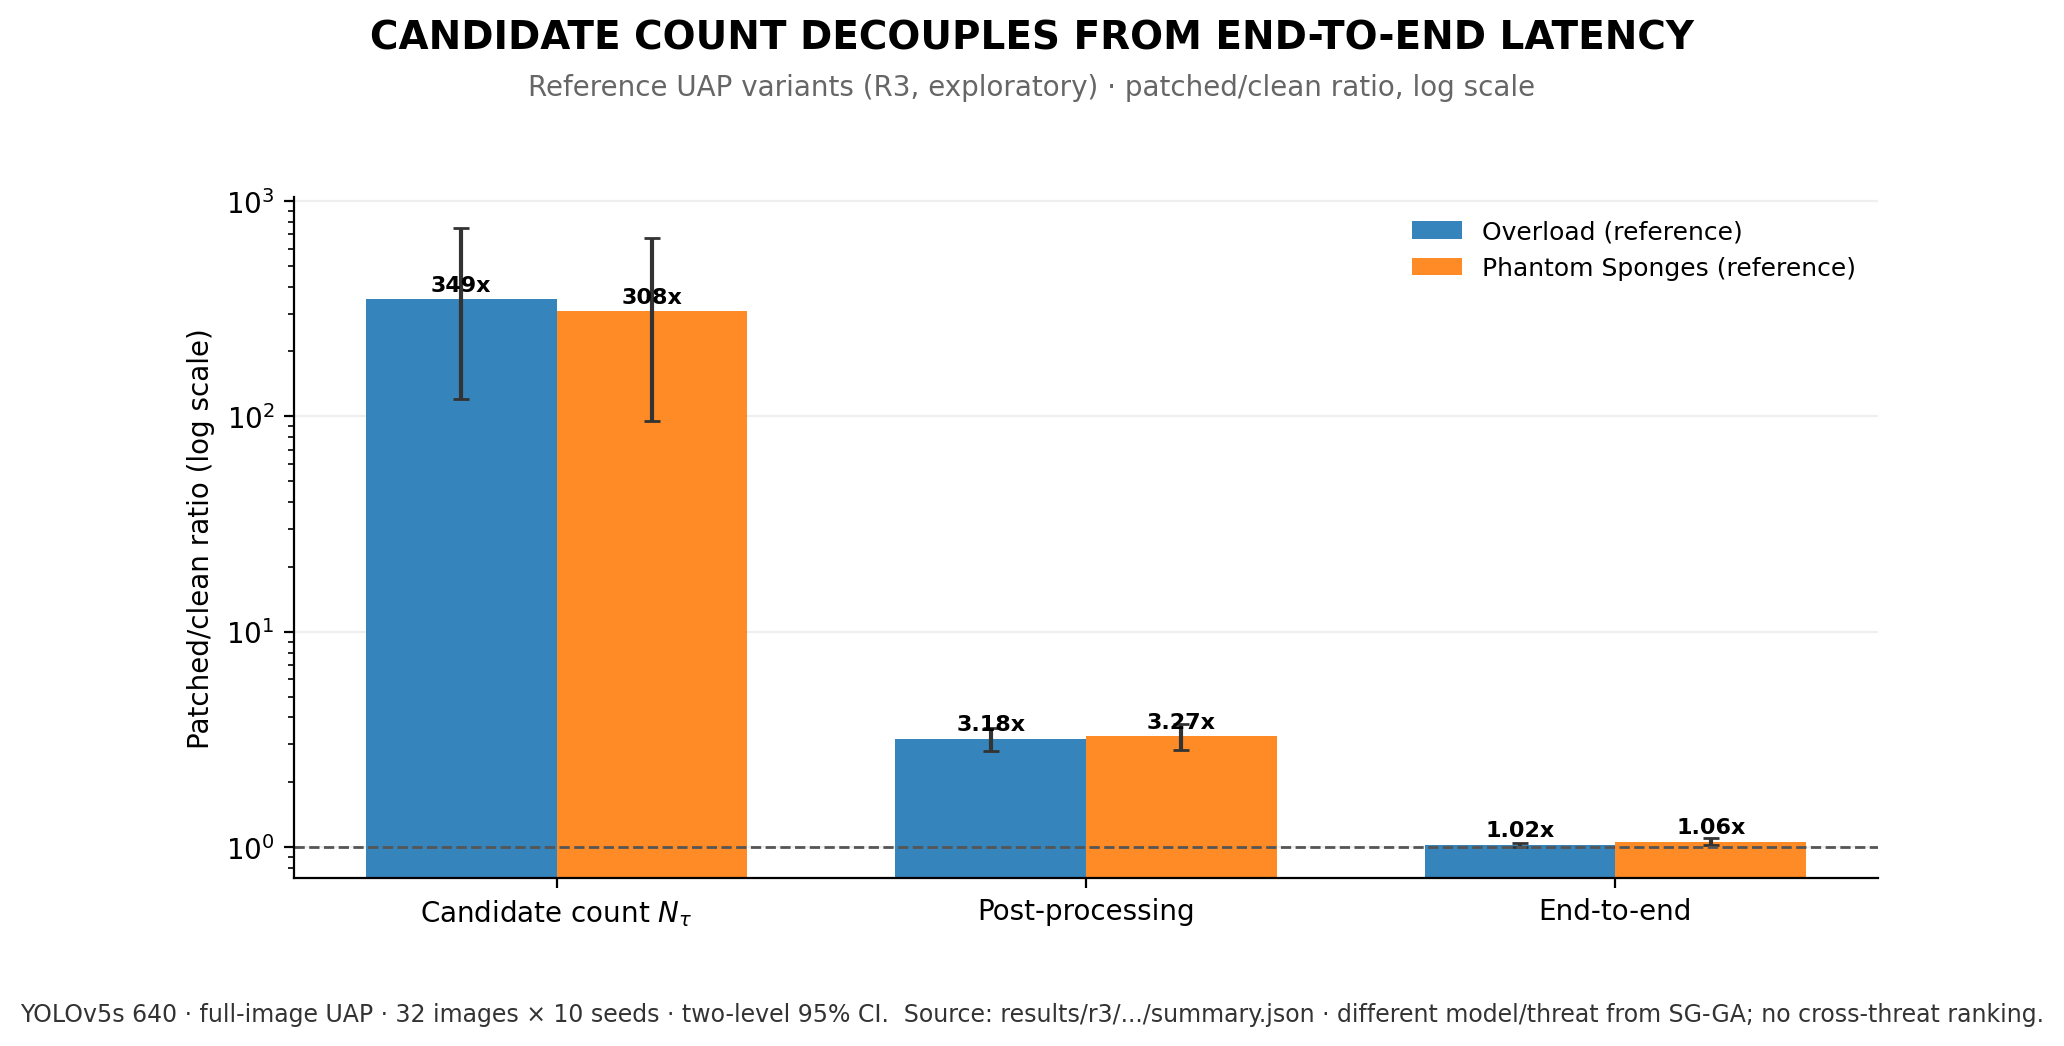 CANDIDATE COUNT DECOUPLES FROM END-TO-END LATENCY
Reference UAP variants (R3, exploratory) · patched/clean ratio, log scale
Patched/clean ratio (log scale)
10³
10²
10¹
10⁰
Overload (reference)
Phantom Sponges (reference)
349x
308x
3.18x
3.27x
1.02x
1.06x
Candidate count Nτ
Post-processing
End-to-end
YOLOv5s 640 · full-image UAP · 32 images × 10 seeds · two-level 95% CI.  Source: results/r3/.../summary.json · different model/threat from SG-GA; no cross-threat ranking.